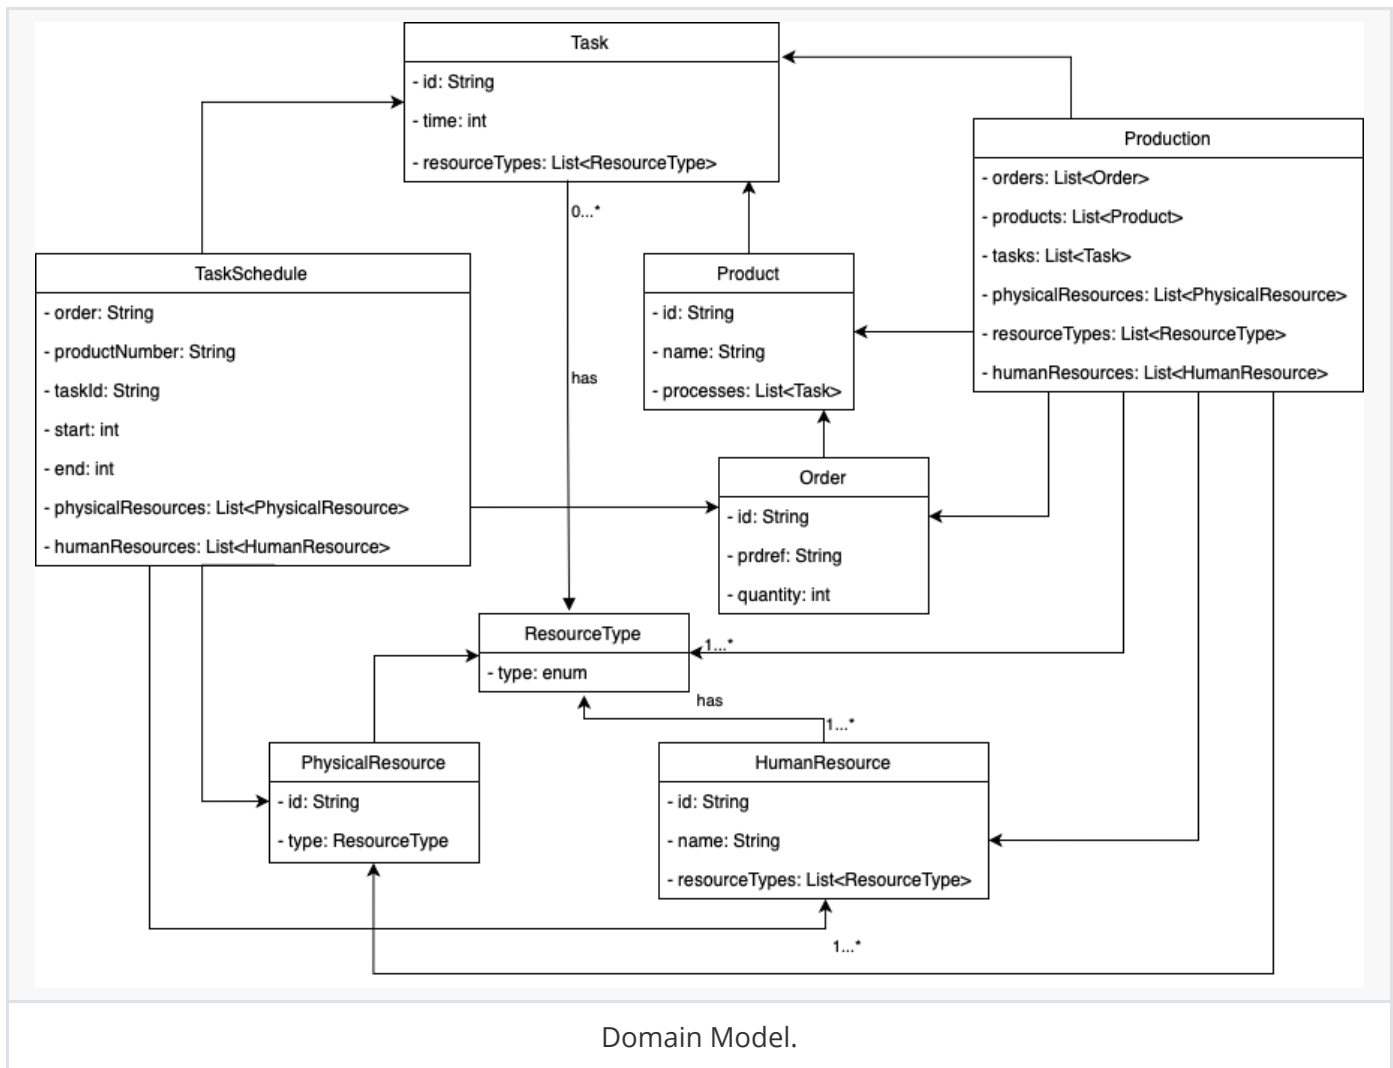 Task
- id: String
- time: int
- resourceTypes: List<ResourceType>
0...*
has
Production
- orders: List<Order>
- products: List<Product>
- tasks: List<Task>
- physicalResources: List<PhysicalResource>
- resourceTypes: List<ResourceType>
- humanResources: List<HumanResource>
TaskSchedule
- order: String
- productNumber: String
- taskId: String
- start: int
- end: int
- physicalResources: List<PhysicalResource>
- humanResources: List<HumanResource>
Product
- id: String
- name: String
- processes: List<Task>
Order
- id: String
- prdref: String
- quantity: int
ResourceType
- type: enum
1...*
has
1...*
PhysicalResource
- id: String
- type: ResourceType
HumanResource
- id: String
- name: String
- resourceTypes: List<ResourceType>
1...*
Domain Model.